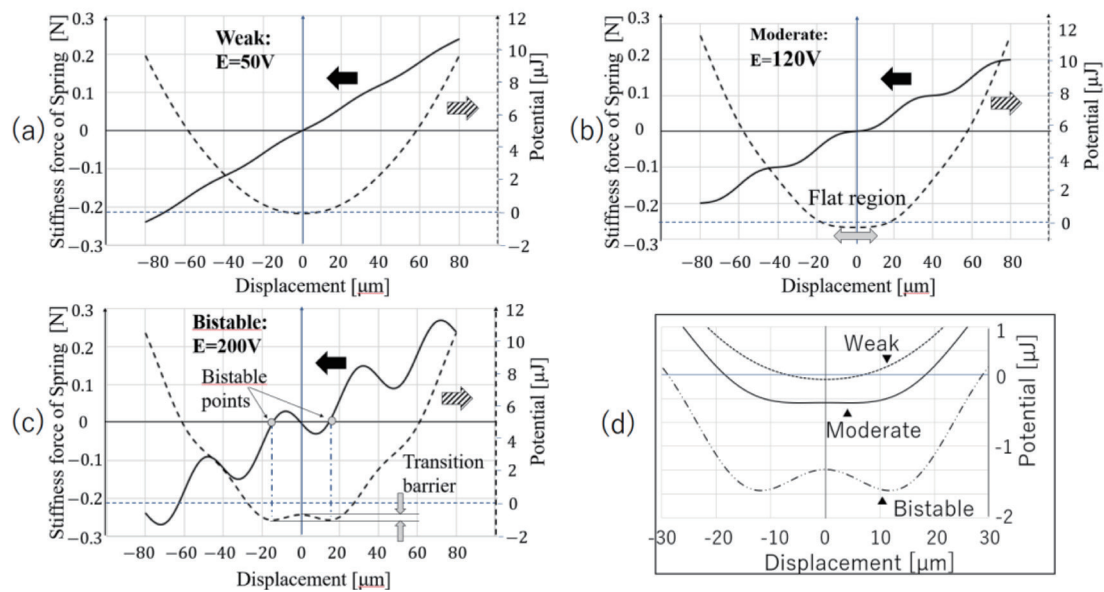 (a)
Stiffness force of Spring [N]
0.3
0.2
0.1
0
-0.1
-0.2
-0.3
Weak:
E=50V
12
10
8
6
4
2
0
−2
Potential [μJ]
−80 −60 −40 −20 0 20 40 60 80
Displacement [μm]
(b)
Stiffness force of Spring [N]
0.3
0.2
0.1
0
-0.1
-0.2
-0.3
Moderate:
E=120V
Flat region
12
10
8
6
4
2
0
−2
Potential [μJ]
−80 −60 −40 −20 0 20 40 60 80
Displacement [μm]
(c)
Stiffness force of Spring [N]
0.3
0.2
0.1
0
-0.1
-0.2
-0.3
Bistable:
E=200V
Bistable
points
Transition
barrier
12
10
8
6
4
2
0
−2
Potential [μJ]
−80 −60 −40 −20 0 20 40 60 80
Displacement [μm]
(d)
Weak
Moderate
Bistable
1
0
-1
-2
Potential [μJ]
-30 -20 -10 0 10 20 30
Displacement [μm]